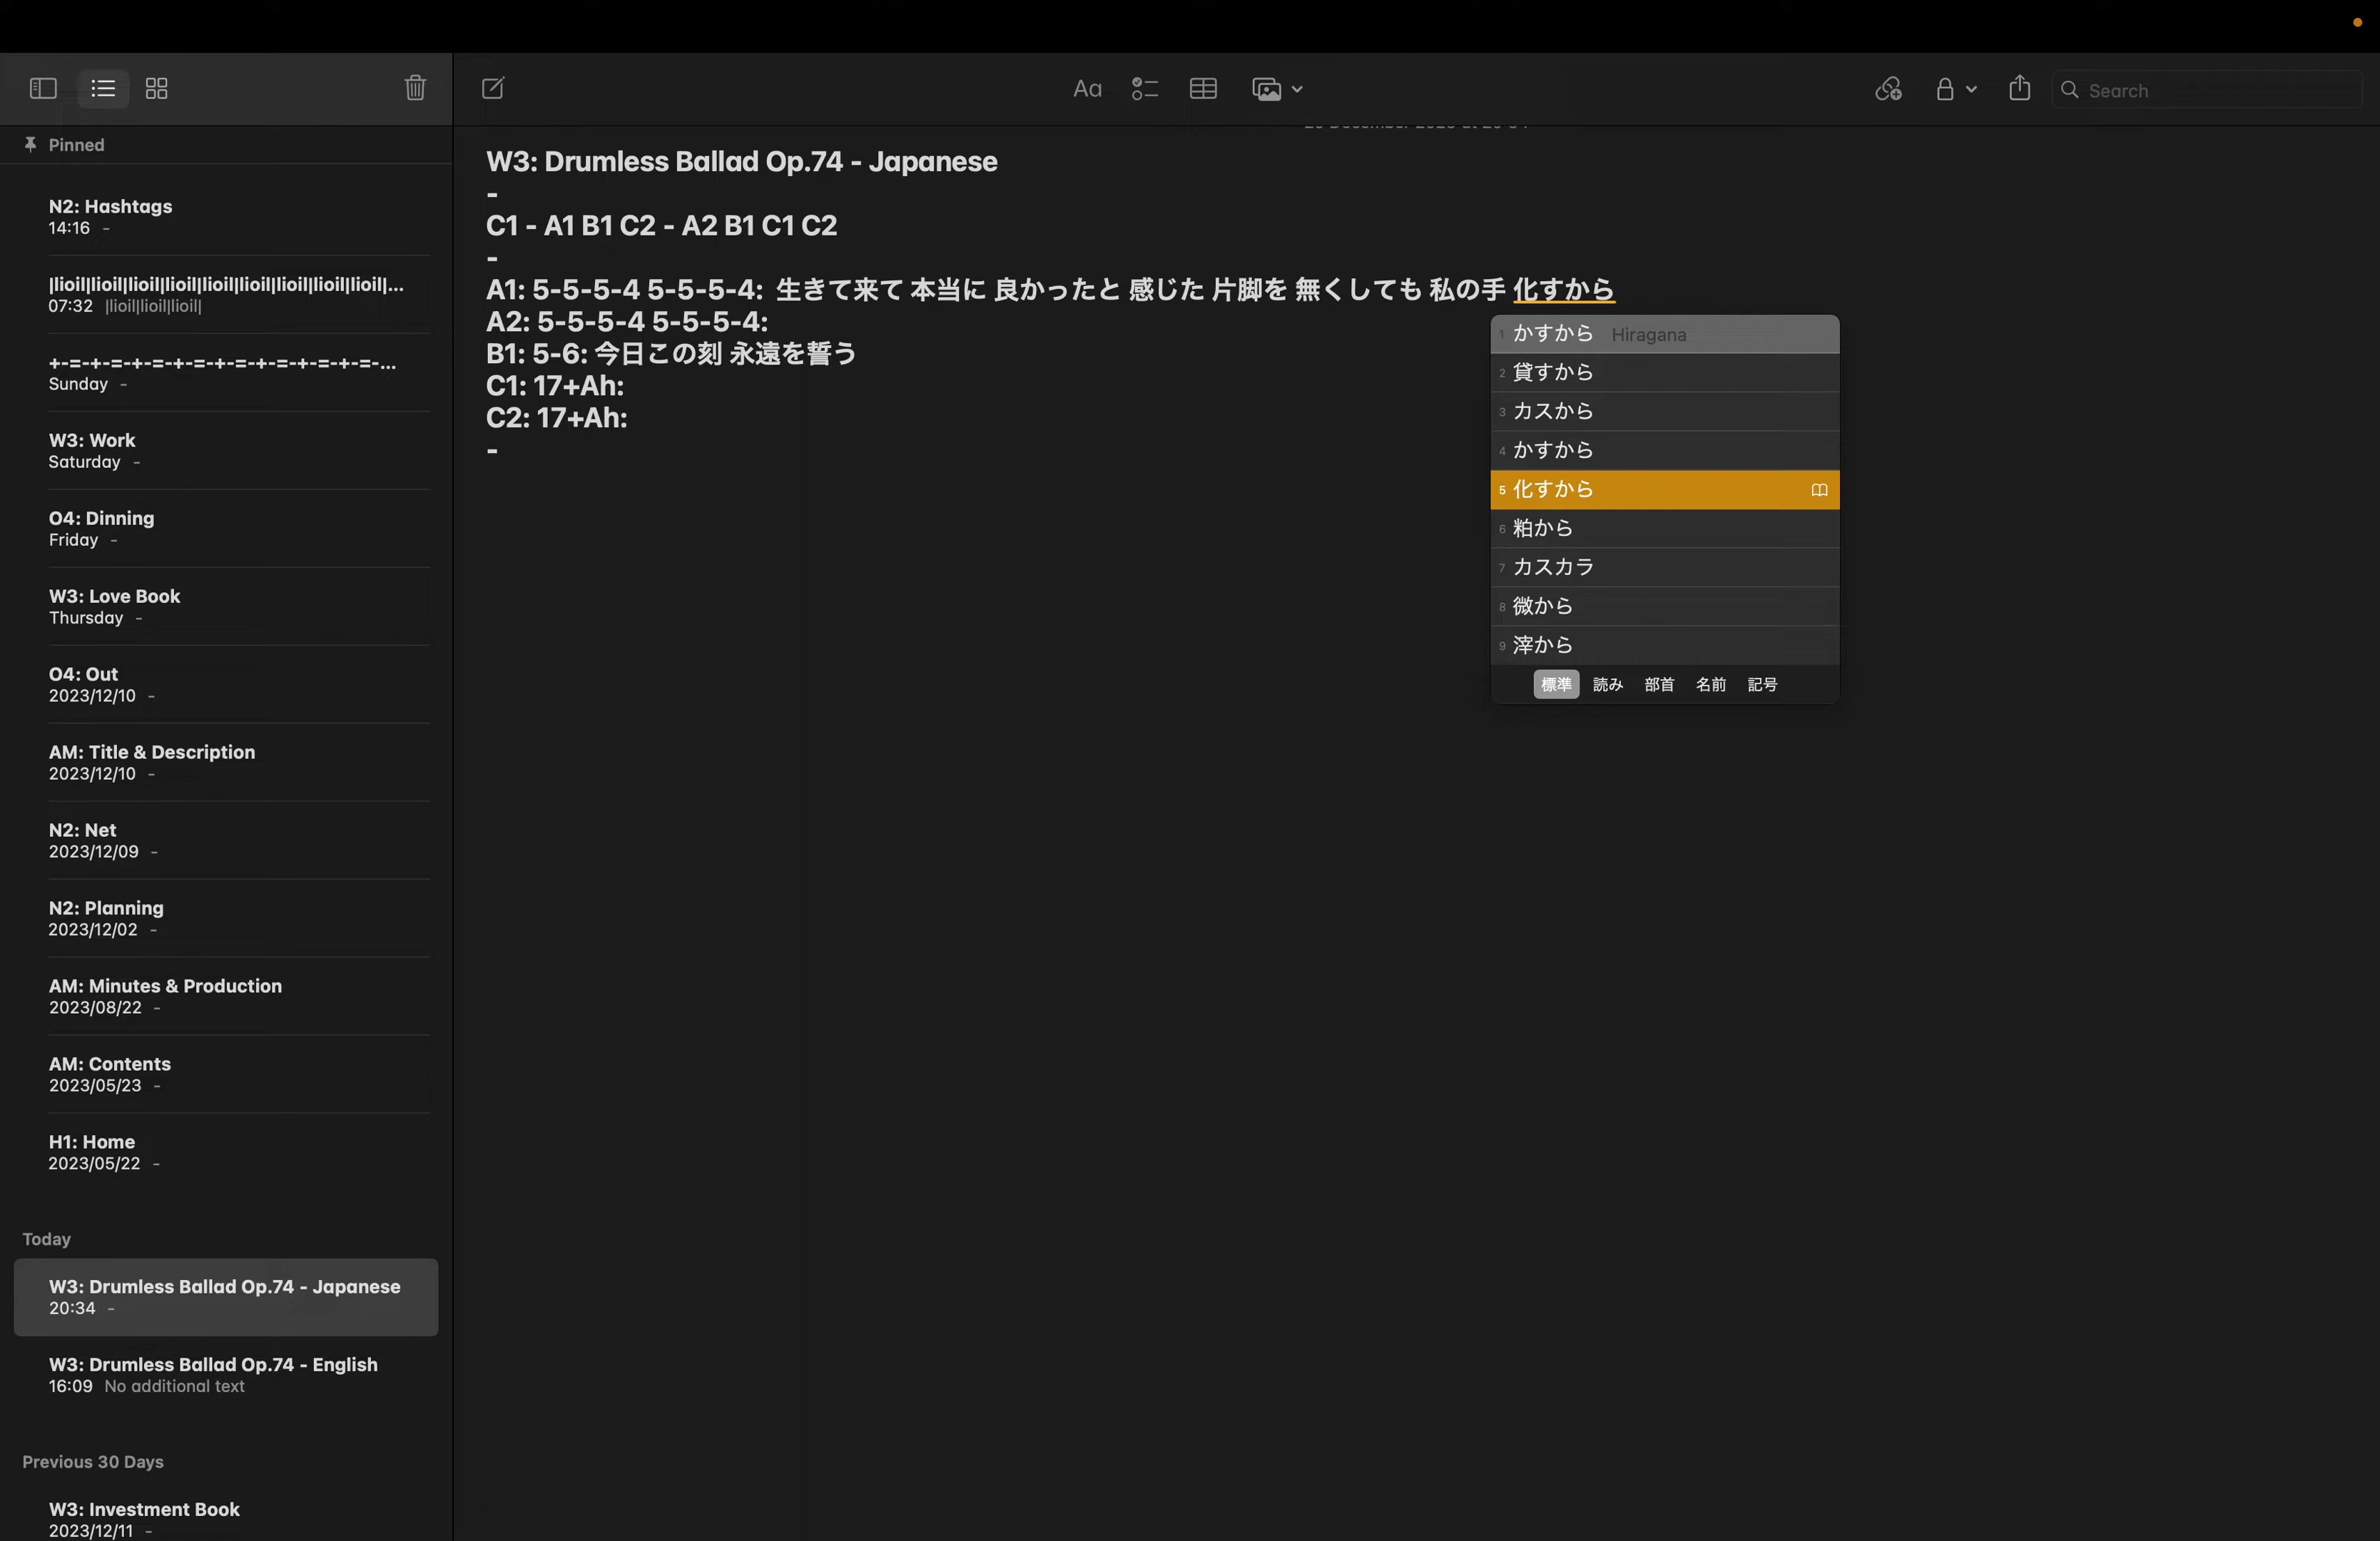 Search
Pinned
N2: Hashtags
14:16 -
|lioil|lioil|lioil|lioil|lioil|lioil|lioil|lioil|lioil|...
07:32 |lioil|lioil|lioil|
+-=-+-=-+-=-+-=-+-=-+-=-+-=-+-=-...
Sunday -
W3: Work
Saturday -
O4: Dinning
Friday -
W3: Love Book
Thursday -
O4: Out
2023/12/10 -
AM: Title & Description
2023/12/10 -
N2: Net
2023/12/09 -
N2: Planning
2023/12/02 -
AM: Minutes & Production
2023/08/22 -
AM: Contents
2023/05/23 -
H1: Home
2023/05/22 -
Today
W3: Drumless Ballad Op.74 - Japanese
20:34 -
W3: Drumless Ballad Op.74 - English
16:09 No additional text
Previous 30 Days
W3: Investment Book
2023/12/11 -
Aa
W3: Drumless Ballad Op.74 - Japanese
-
C1 - A1 B1 C2 - A2 B1 C1 C2
-
A1: 5-5-5-4 5-5-5-4: 生きて来て 本当に 良かったと 感じた 片脚を 無くしても 私の手 化すから
A2: 5-5-5-4 5-5-5-4:
B1: 5-6: 今日この刻 永遠を誓う
C1: 17+Ah:
C2: 17+Ah:
-
1 かすから Hiragana
2 貸すから
3 カスから
4 かすから
5 化すから
6 粕から
7 カスカラ
8 微から
9 滓から
標準 読み 部首 名前 記号